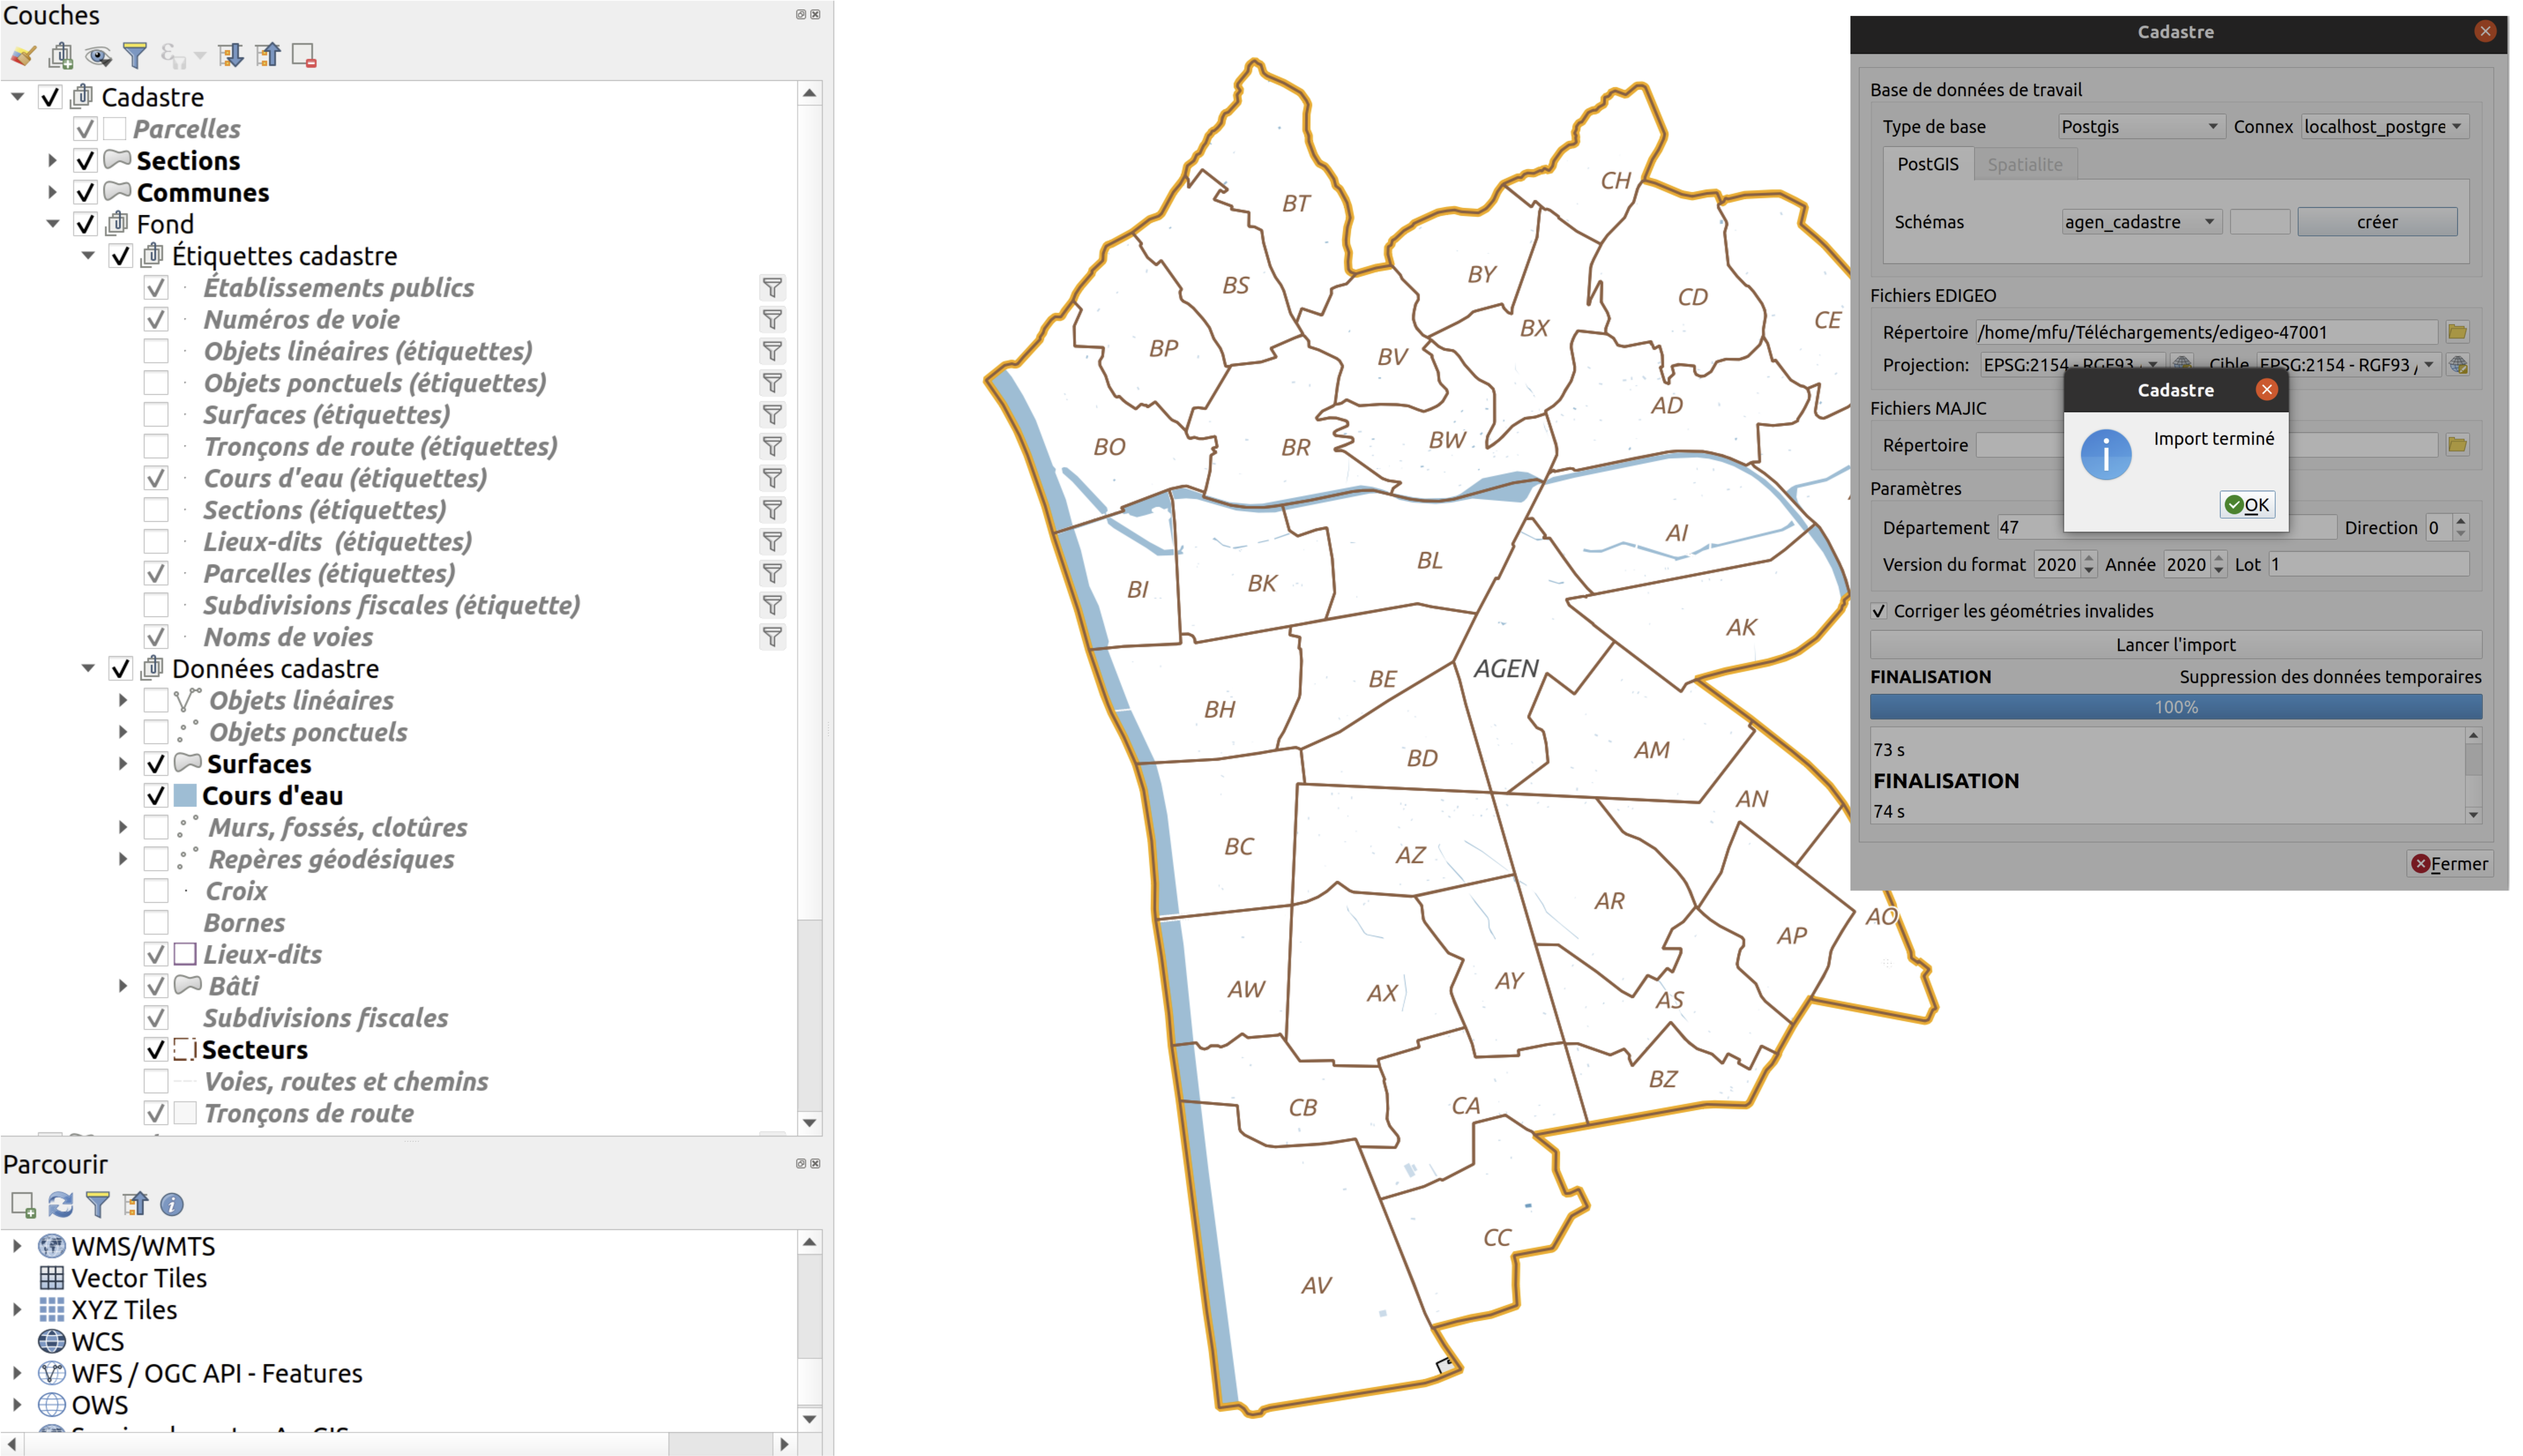 Couches
Cadastre
Parcelles
Sections
Communes
Fond
Étiquettes cadastre
Établissements publics
Numéros de voie
Objets linéaires (étiquettes)
Objets ponctuels (étiquettes)
Surfaces (étiquettes)
Tronçons de route (étiquettes)
Cours d'eau (étiquettes)
Sections (étiquettes)
Lieux-dits (étiquettes)
Parcelles (étiquettes)
Subdivisions fiscales (étiquette)
Noms de voies
Données cadastre
Objets linéaires
Objets ponctuels
Surfaces
Cours d'eau
Murs, fossés, clotûres
Repères géodésiques
Croix
Bornes
Lieux-dits
Bâti
Subdivisions fiscales
Secteurs
Voies, routes et chemins
Tronçons de route
Parcourir
WMS/WMTS
Vector Tiles
XYZ Tiles
WCS
WFS / OGC API - Features
OWS
CH
BT
BY
BS
CD
CE
BX
BP
BV
AD
BO
BR
BW
AI
BL
BI
BK
AK
AGEN
BE
BH
AM
BD
AN
BC
AZ
AR
AO
AP
AW
AX
AY
AS
BZ
CB
CA
CC
AV
Cadastre
Base de données de travail
Type de base Postgis Connex localhost_postgre
PostGIS Spatialite
Schémas agen_cadastre créer
Fichiers EDIGEO
Répertoire /home/mfu/Téléchargements/edigeo-47001
Projection: EPSG:2154 - RGF93 Cible EPSG:2154 - RGF93 /
Fichiers MAJIC
Répertoire
Cadastre
Import terminé
OK
Paramètres
Département 47 Direction 0
Version du format 2020 Année 2020 Lot 1
Corriger les géométries invalides
Lancer l'import
FINALISATION Suppression des données temporaires
100%
73 s
FINALISATION
74 s
Fermer